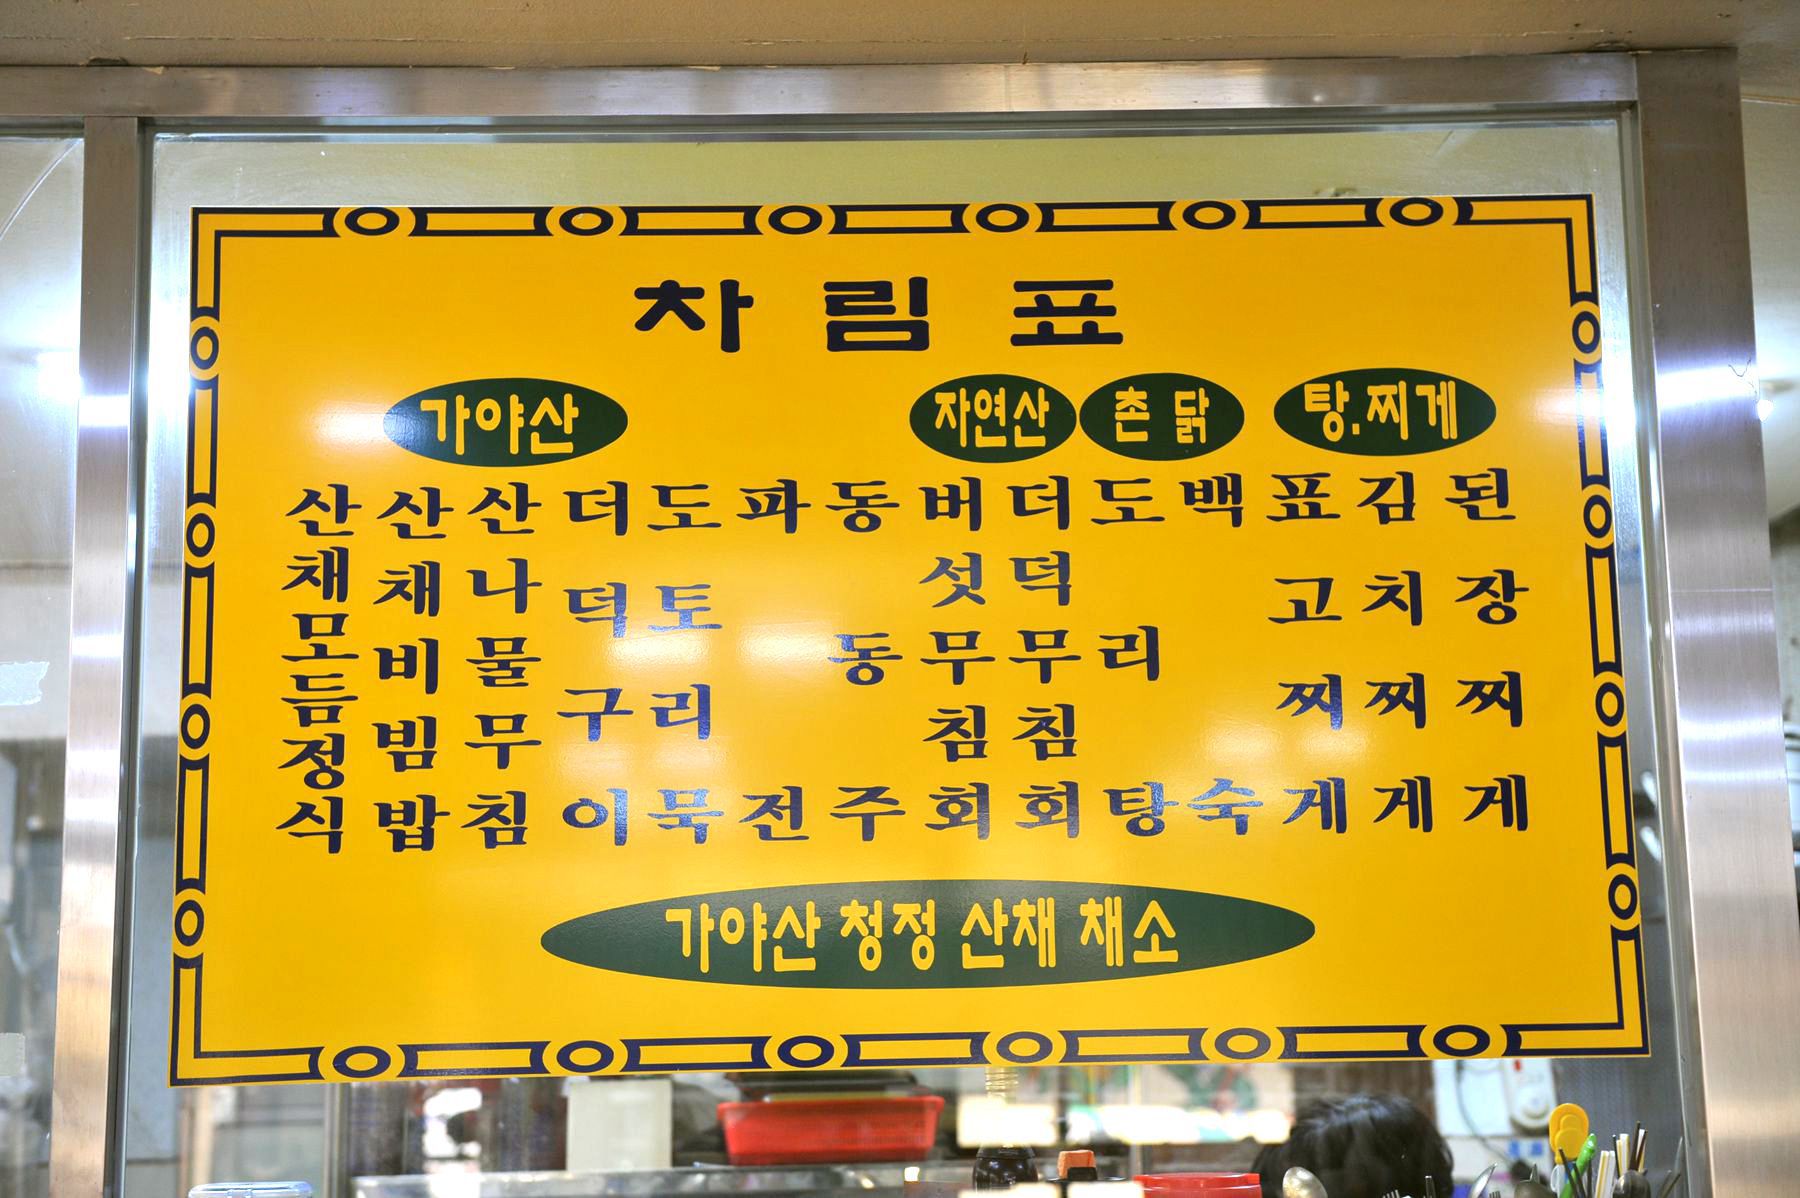 차림표
가야산
산채모듬정식
산채비빔밥
산나물무침
더덕구이
도토리묵
파전
동동주
자연산
버섯무침회
더덕무침회
촌닭
도리탕
백숙
탕.찌게
표고찌게
김치찌게
된장찌게
가야산 청정 산채 채소